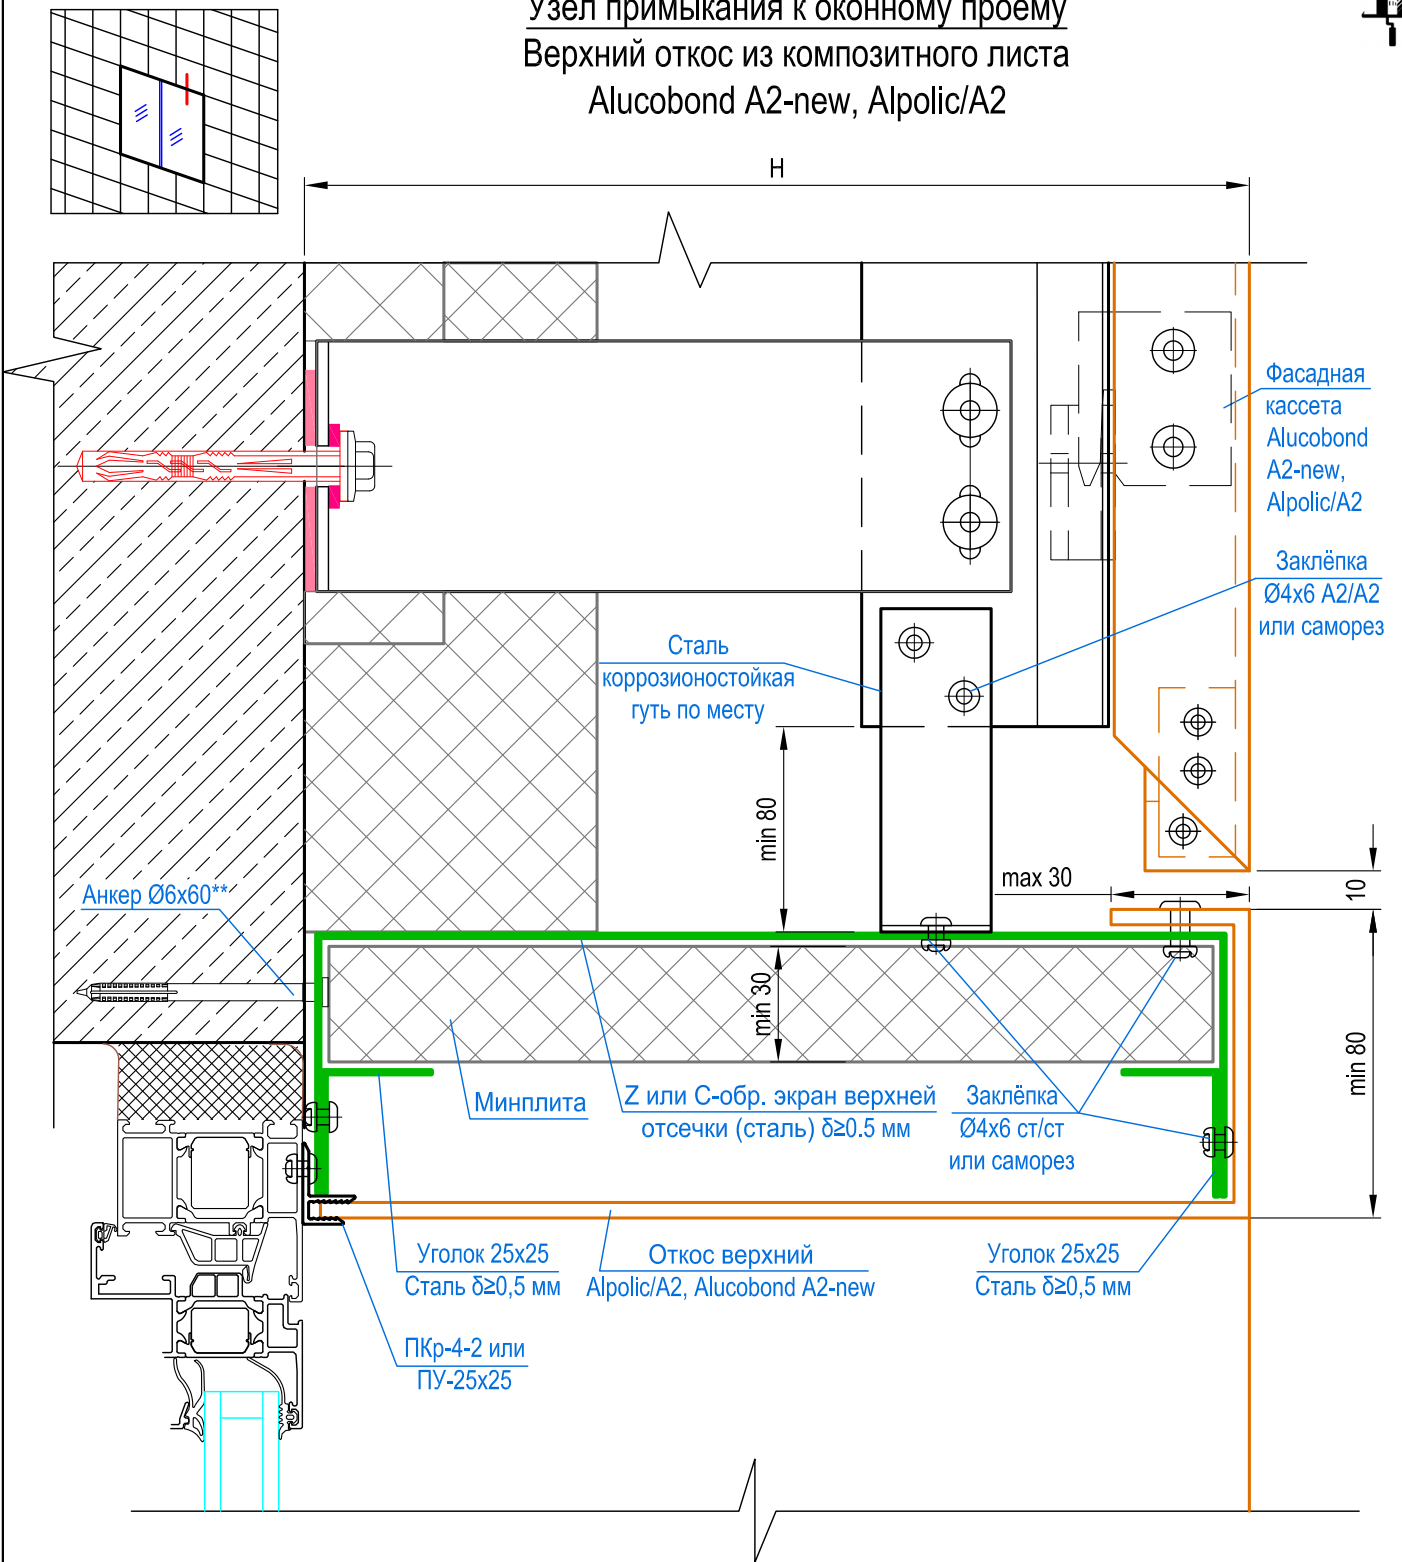 Узел примыкания к оконному проему
Верхний откос из композитного листа
Alucobond A2-new, Alpolic/A2
H
Фасадная
кассета
Alucobond
A2-new,
Alpolic/A2
Заклёпка
Ø4x6 A2/A2
или саморез
Сталь
коррозионостойкая
гуть по месту
min 80
max 30
10
Анкер Ø6x60**
min 30
min 80
Минплита
Z или С-обр. экран верхней
отсечки (сталь) δ≥0.5 мм
Заклёпка
Ø4x6 ст/ст
или саморез
Уголок 25x25
Сталь δ≥0,5 мм
Откос верхний
Alpolic/A2, Alucobond A2-new
Уголок 25x25
Сталь δ≥0,5 мм
ПКр-4-2 или
ПУ-25x25